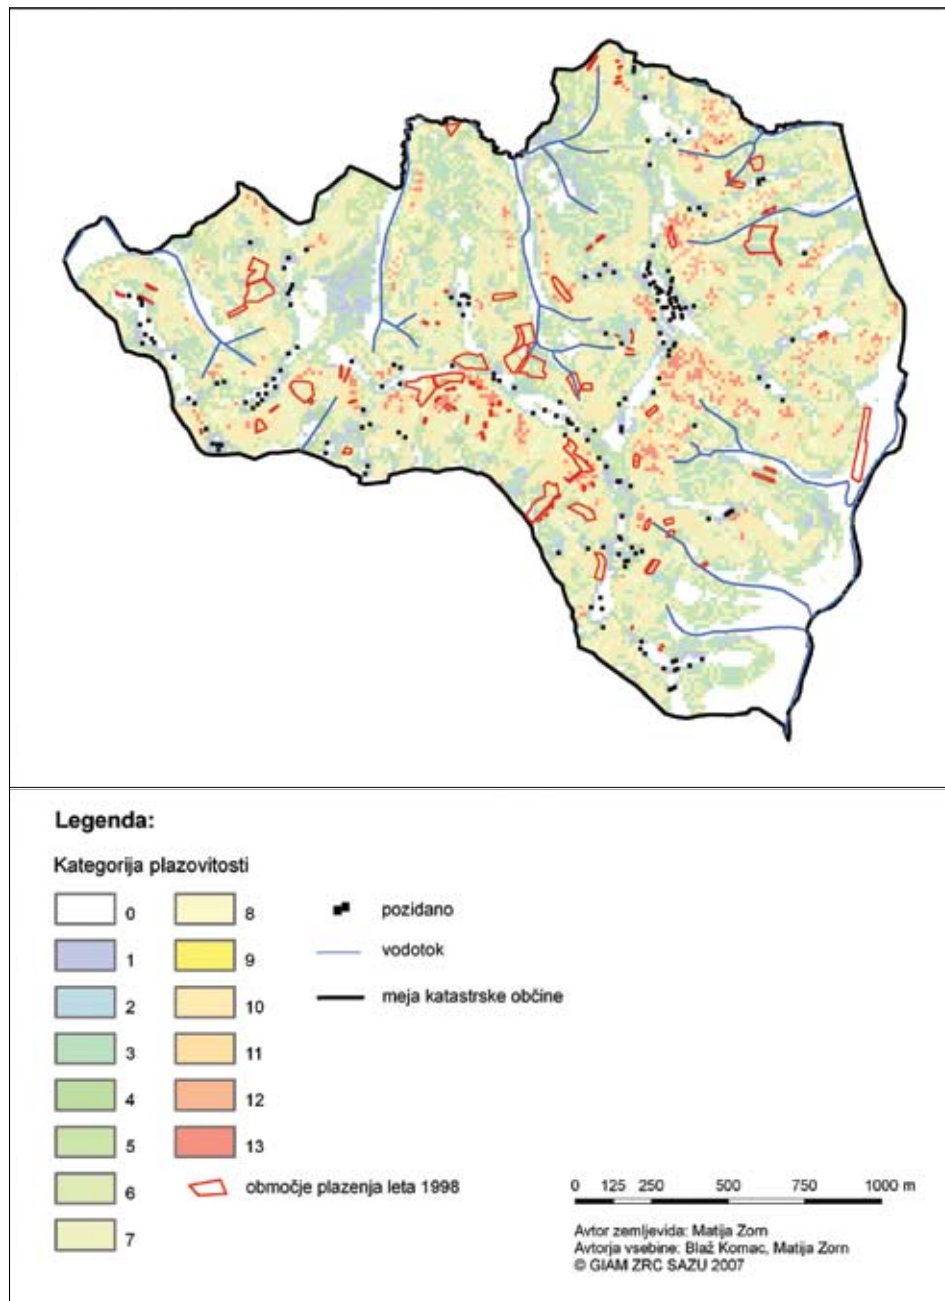 Legenda:
Kategorija plazovitosti
0
1
2
3
4
5
6
7
8
9
10
11
12
13
območje plazenja leta 1998
pozidano
vodotok
meja katastrske občine
0 125 250 500 750 1000 m
Avtor zemljevida: Matija Zorn
Avtorja vsebine: Blaž Komac, Matija Zorn
© GIAM ZRC SAZU 2007